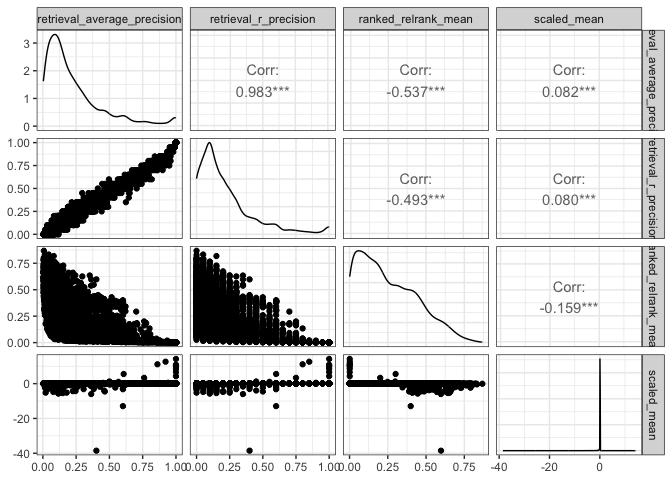 retrieval_average_precision
retrieval_r_precision
ranked_relrank_mean
scaled_mean
3
2
1
0
Corr:
0.983***
Corr:
-0.537***
Corr:
0.082***
eval_average_preci
1.00
0.75
0.50
0.25
0.00
Corr:
-0.493***
Corr:
0.080***
etrieval_r_precision
0.75
0.50
0.25
0.00
Corr:
-0.159***
anked_relrank_mea
0
-20
-40
scaled_mean
0.00 0.25 0.50 0.75 1.00
0.00 0.25 0.50 0.75 1.00
0.00 0.25 0.50 0.75
-40 -20 0